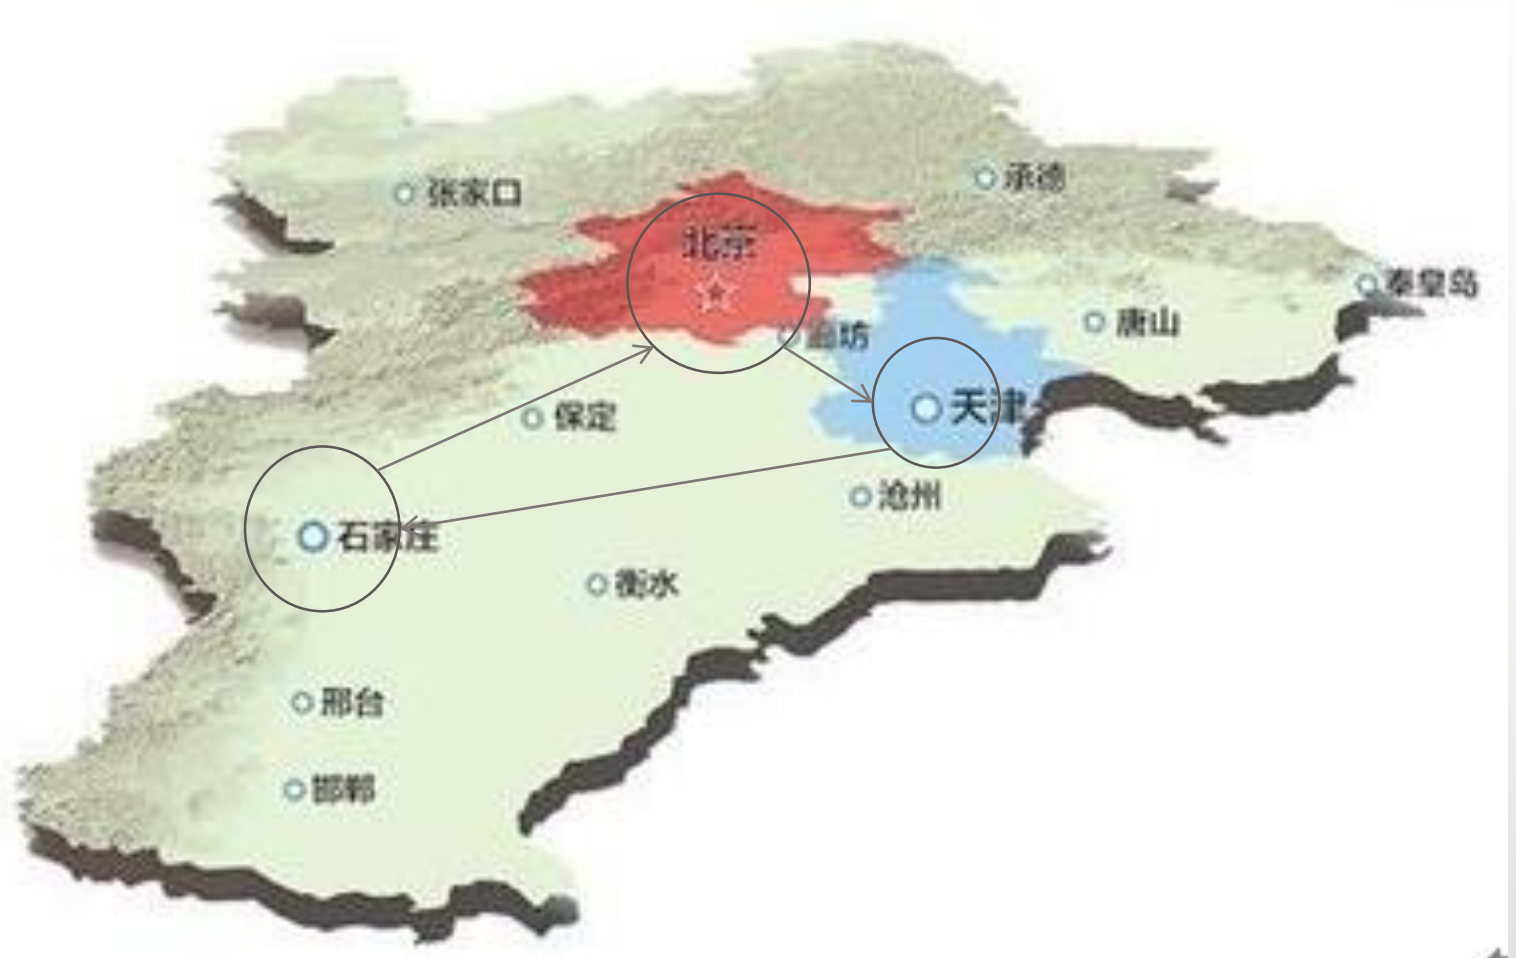 张家口
承德
北京
秦皇岛
唐山
廊坊
天津
保定
沧州
石家庄
衡水
邢台
邯郸